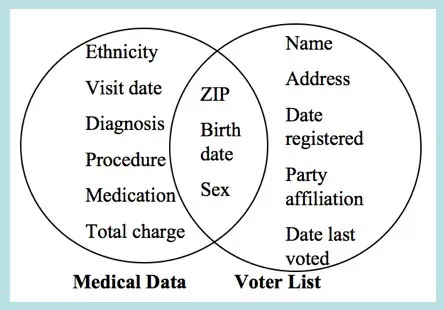 Ethnicity
Visit date
Diagnosis
Procedure
Medication
Total charge
ZIP
Birth
date
Sex
Name
Address
Date
registered
Party
affiliation
Date last
voted
Medical Data
Voter List